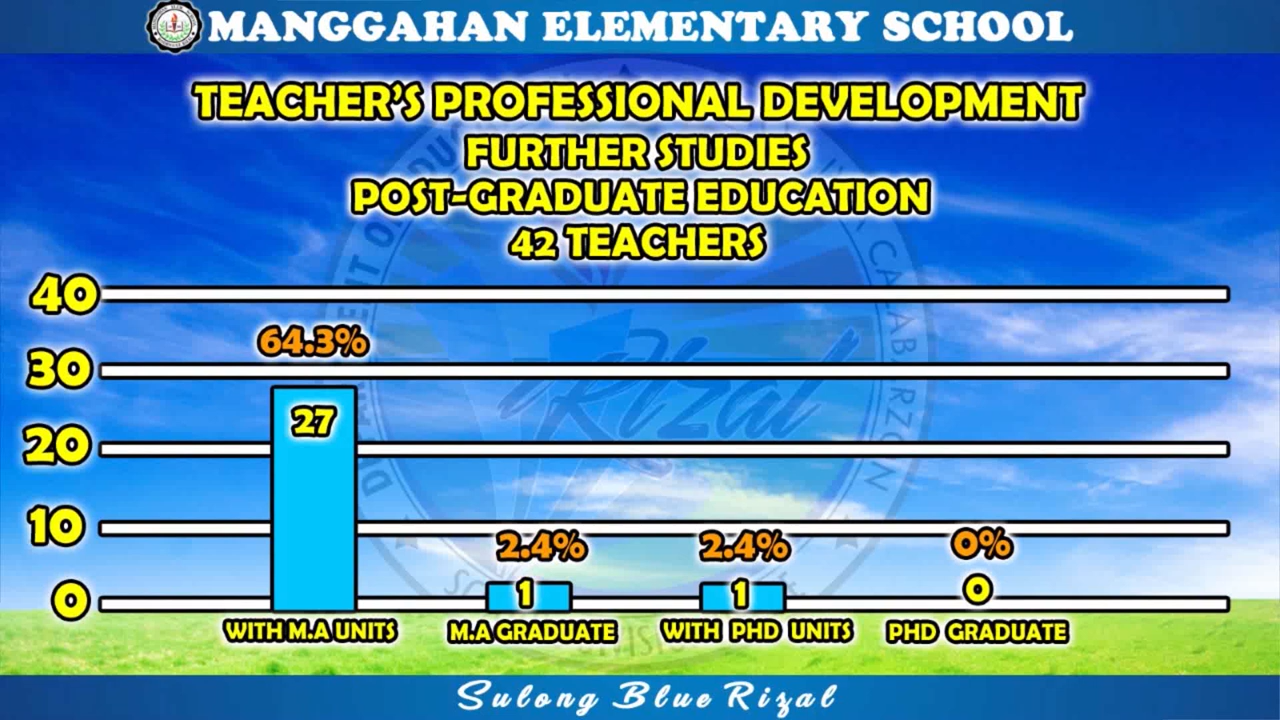 MANGGAHAN ELEMENTARY SCHOOL
TEACHER'S PROFESSIONAL DEVELOPMENT
FURTHER STUDIES
POST-GRADUATE EDUCATION
42 TEACHERS
40
64.3%
30
27
20
iRizal
10
2.4% 2.4% 0%
1 1 0
0
WITH M.A UNITS M.A GRADUATE WITH PHD UNITS PHD GRADUATE
Sulong Blue Rizal